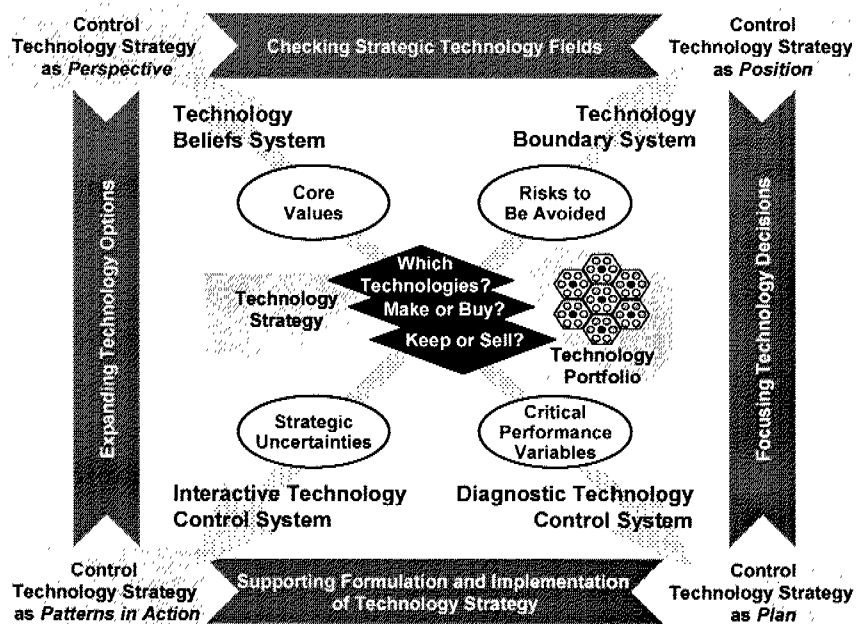 Control
Technology Strategy
as Perspective
Checking Strategic Technology Fields
Control
Technology Strategy
as Position
Technology
Beliefs System
Technology
Boundary System
Core
Values
Risks to
Be Avoided
Expanding Technology Options
Focusing Technology Decisions
Which
Technologies?
Make or Buy?
Keep or Sell?
Technology
Strategy
Technology
Portfolio
Strategic
Uncertainties
Critical
Performance
Variables
Interactive Technology
Control System
Diagnostic Technology
Control System
Control
Technology Strategy
as Patterns in Action
Supporting Formulation and Implementation
of Technology Strategy
Control
Technology Strategy
as Plan